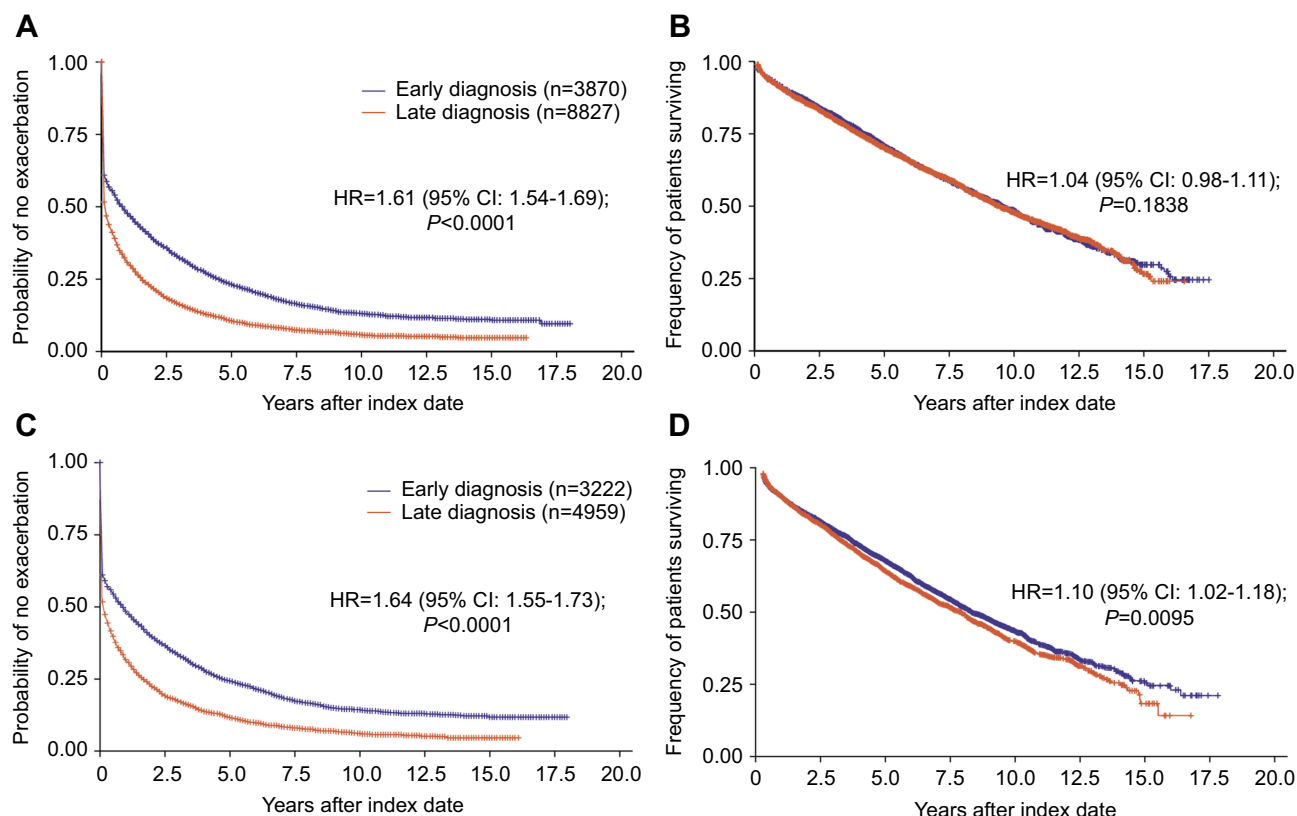 A
Probability of no exacerbation
1.00
0.75
0.50
0.25
0.00
Early diagnosis (n=3870)
Late diagnosis (n=8827)
HR=1.61 (95% CI: 1.54-1.69);
P<0.0001
0 2.5 5.0 7.5 10.0 12.5 15.0 17.5 20.0
Years after index date
B
Frequency of patients surviving
1.00
0.75
0.50
0.25
0.00
HR=1.04 (95% CI: 0.98-1.11);
P=0.1838
0 2.5 5.0 7.5 10.0 12.5 15.0 17.5 20.0
Years after index date
C
Probability of no exacerbation
1.00
0.75
0.50
0.25
0.00
Early diagnosis (n=3222)
Late diagnosis (n=4959)
HR=1.64 (95% CI: 1.55-1.73);
P<0.0001
0 2.5 5.0 7.5 10.0 12.5 15.0 17.5 20.0
Years after index date
D
Frequency of patients surviving
1.00
0.75
0.50
0.25
0.00
HR=1.10 (95% CI: 1.02-1.18);
P=0.0095
0 2.5 5.0 7.5 10.0 12.5 15.0 17.5 20.0
Years after index date